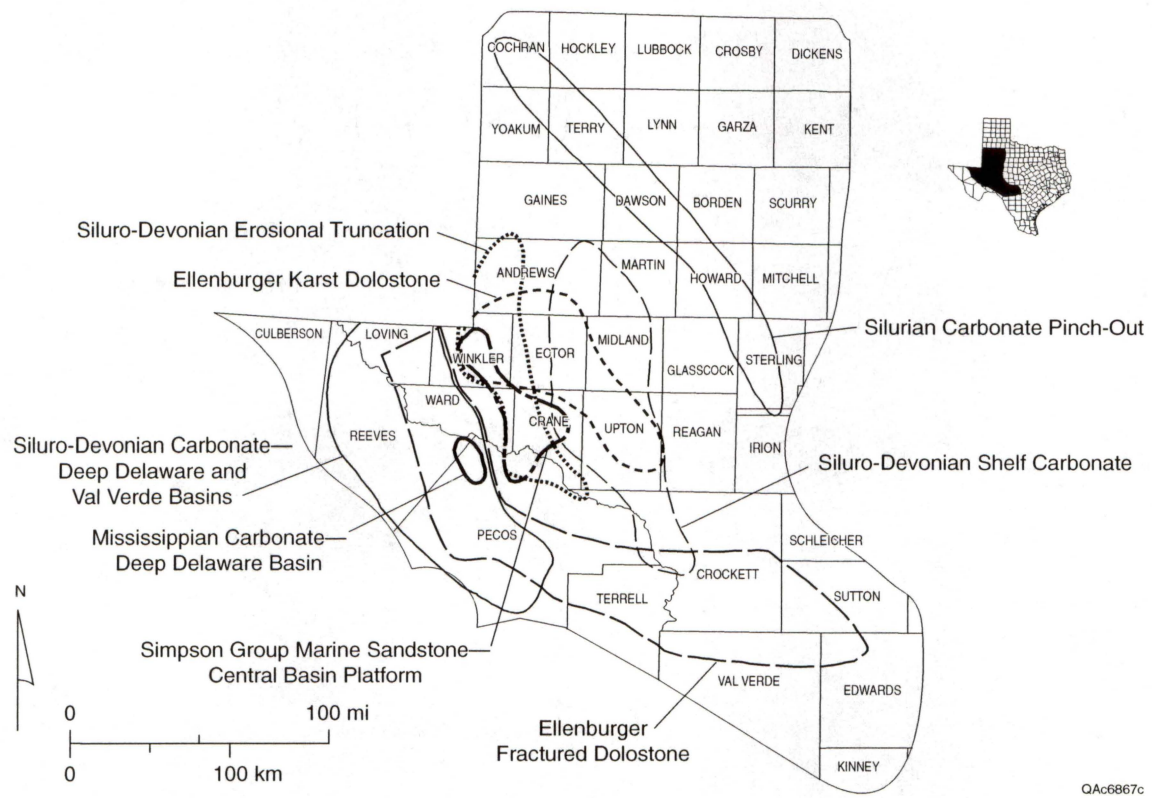 COCHRAN HOCKLEY LUBBOCK CROSBY DICKENS
YOAKUM TERRY LYNN GARZA KENT
GAINES DAWSON BORDEN SCURRY
Siluro-Devonian Erosional Truncation
ANDREWS MARTIN HOWARD MITCHELL
Ellenburger Karst Dolostone
CULBERSON LOVING WINKLER ECTOR MIDLAND GLASSCOCK STERLING
Silurian Carbonate Pinch-Out
REEVES WARD CRANE UPTON REAGAN IRION
Siluro-Devonian Carbonate—
Deep Delaware and
Val Verde Basins
Siluro-Devonian Shelf Carbonate
Mississippian Carbonate—
Deep Delaware Basin
PECOS SCHLEICHER
CROCKETT
TERRELL SUTTON
N
Simpson Group Marine Sandstone—
Central Basin Platform
VAL VERDE EDWARDS
0 100 mi
0 100 km
Ellenburger
Fractured Dolostone
KINNEY
QAc6867c